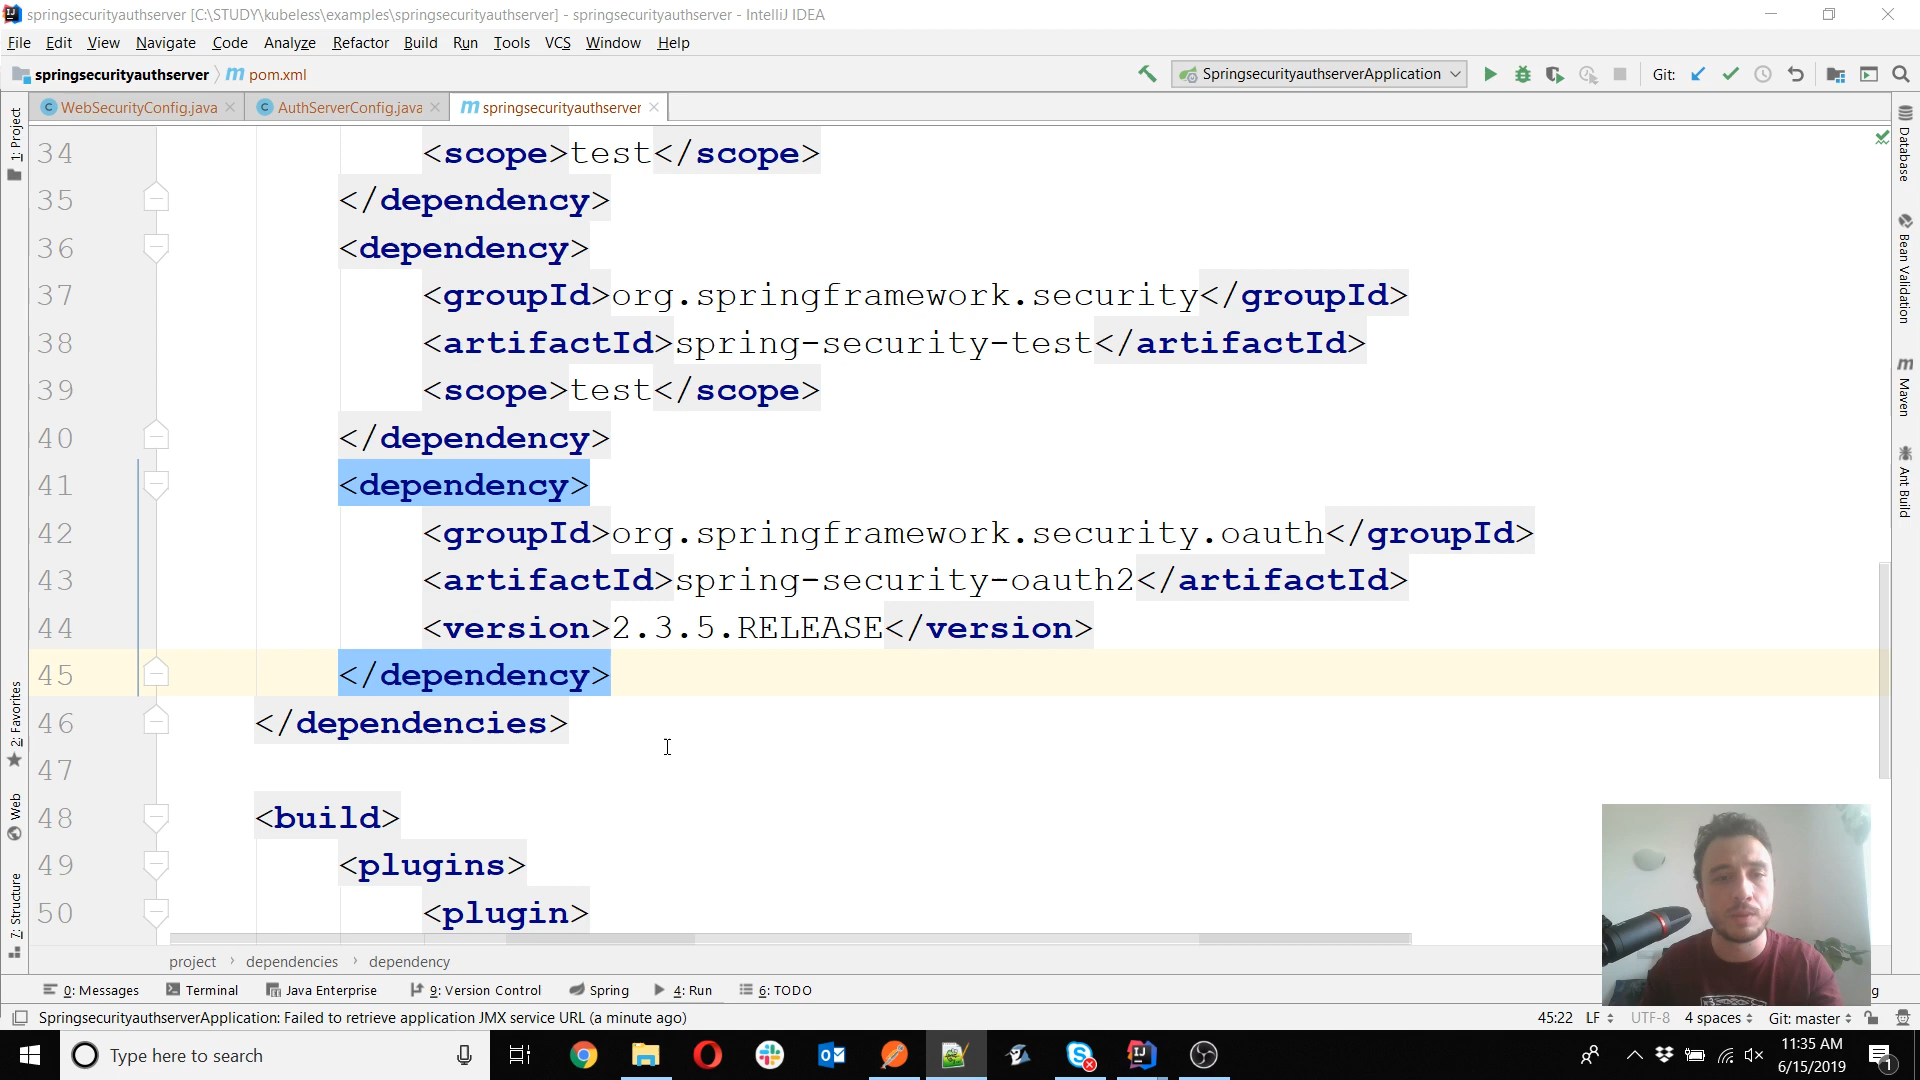 springsecurityauthserver [C:\STUDY\kubeless\examples\springsecurityauthserver] - springsecurityauthserver - IntelliJ IDEA
File Edit View Navigate Code Analyze Refactor Build Run Tools VCS Window Help
springsecurityauthserver pom.xml
SpringsecurityauthserverApplication
Git:
WebSecurityConfig.java
AuthServerConfig.java
springsecurityauthserver
1: Project
2: Favorites
Web
7: Structure
34 <scope>test</scope>
35 </dependency>
36 <dependency>
37 <groupId>org.springframework.security</groupId>
38 <artifactId>spring-security-test</artifactId>
39 <scope>test</scope>
40 </dependency>
41 <dependency>
42 <groupId>org.springframework.security.oauth</groupId>
43 <artifactId>spring-security-oauth2</artifactId>
44 <version>2.3.5.RELEASE</version>
45 </dependency>
46 </dependencies>
47
48 <build>
49 <plugins>
50 <plugin>
Database
Bean Validation
Maven
Ant Build
project › dependencies › dependency
0: Messages Terminal Java Enterprise 9: Version Control Spring 4: Run 6: TODO
SpringsecurityauthserverApplication: Failed to retrieve application JMX service URL (a minute ago)
45:22 LF UTF-8 4 spaces Git: master
Type here to search
11:35 AM
6/15/2019
1